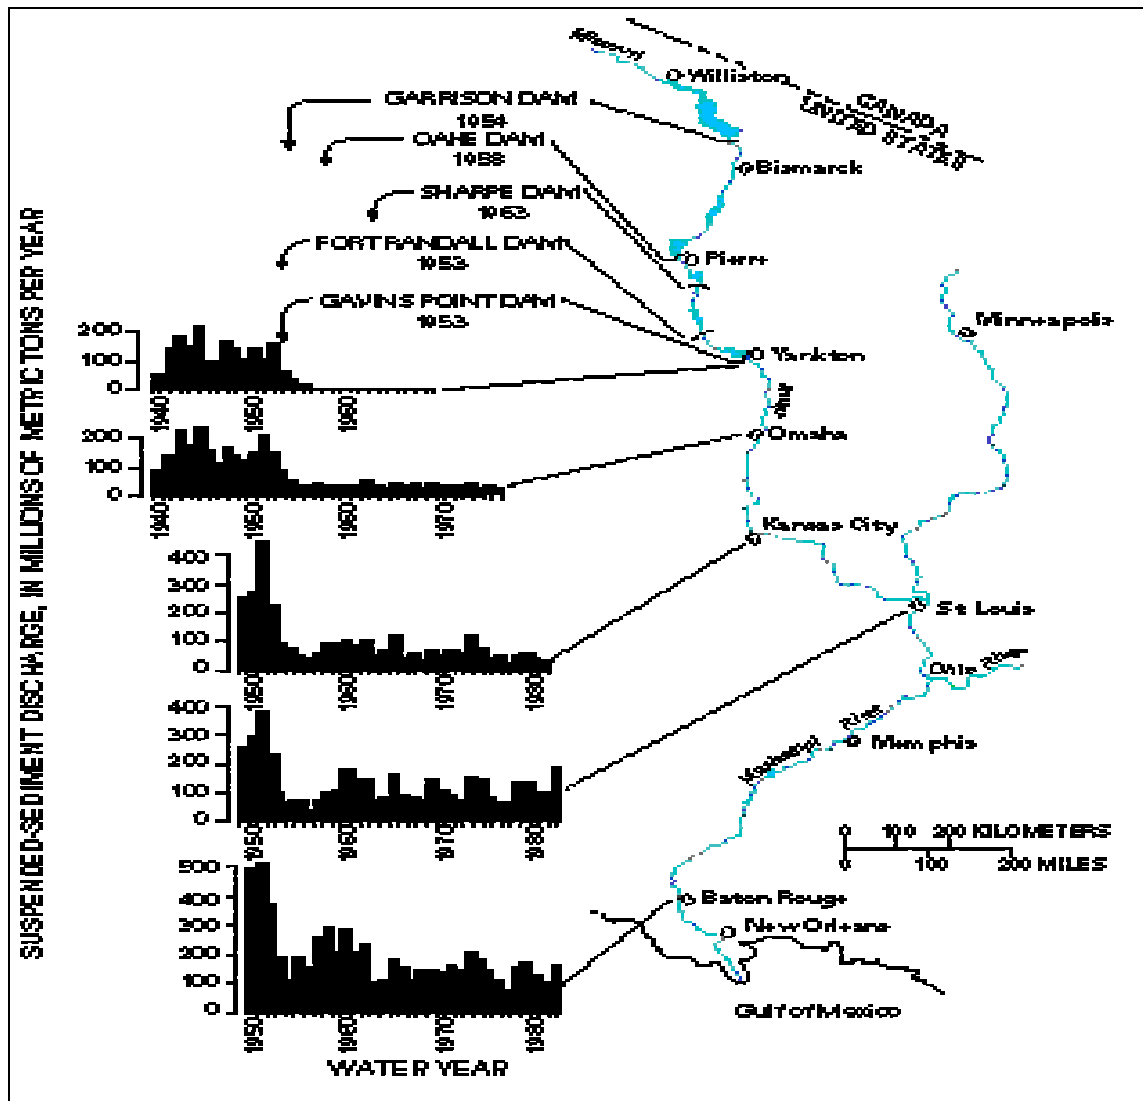 Missouri
Williston
CANADA
UNITED STATES
GARRISON DAM
1954
OAHE DAM
1958
Bismarck
SHARPE DAM
1963
FORT RANDALL DAM
1953
Pierre
GAVINS POINT DAM
1953
Minneapolis
Yankton
200
100
0
1940
1950
1960
River
Omaha
200
100
0
1940
1950
1960
1970
Kansas City
400
300
200
100
0
1950
1960
1970
1980
St Louis
Ohio River
400
300
200
100
0
1950
1960
1970
1980
Mississippi River
Memphis
0 100 200 KILOMETERS
0 100 200 MILES
500
400
300
200
100
0
1950
1960
1970
1980
Baton Rouge
New Orleans
Gulf of Mexico
WATER YEAR
SUSPENDED-SEDIMENT DISCHARGE, IN MILLIONS OF METRIC TONS PER YEAR